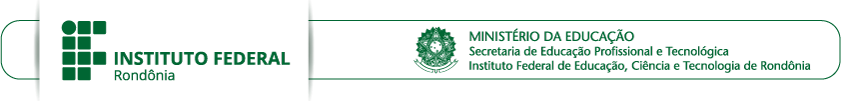 INSTITUTO FEDERAL
Rondônia
MINISTÉRIO DA EDUCAÇÃO
Secretaria de Educação Profissional e Tecnológica
Instituto Federal de Educação, Ciência e Tecnologia de Rondônia